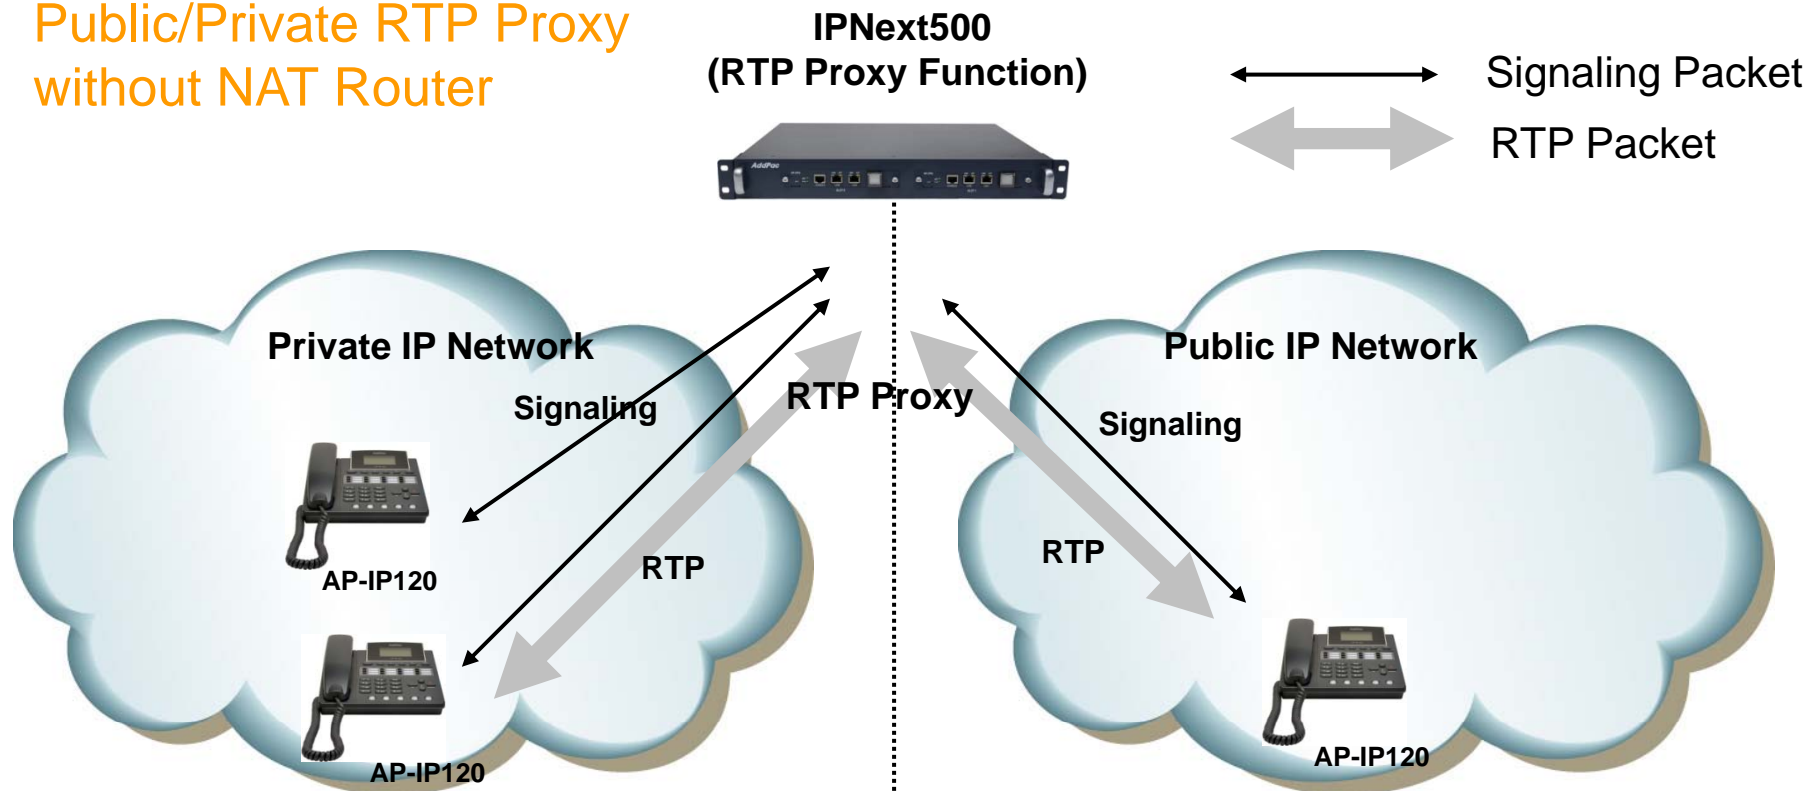 Public/Private RTP Proxy
without NAT Router
IPNext500
(RTP Proxy Function)
Signaling Packet
RTP Packet
AddPac
Private IP Network
Public IP Network
Signaling
RTP Proxy
Signaling
RTP
RTP
AP-IP120
AP-IP120
AP-IP120